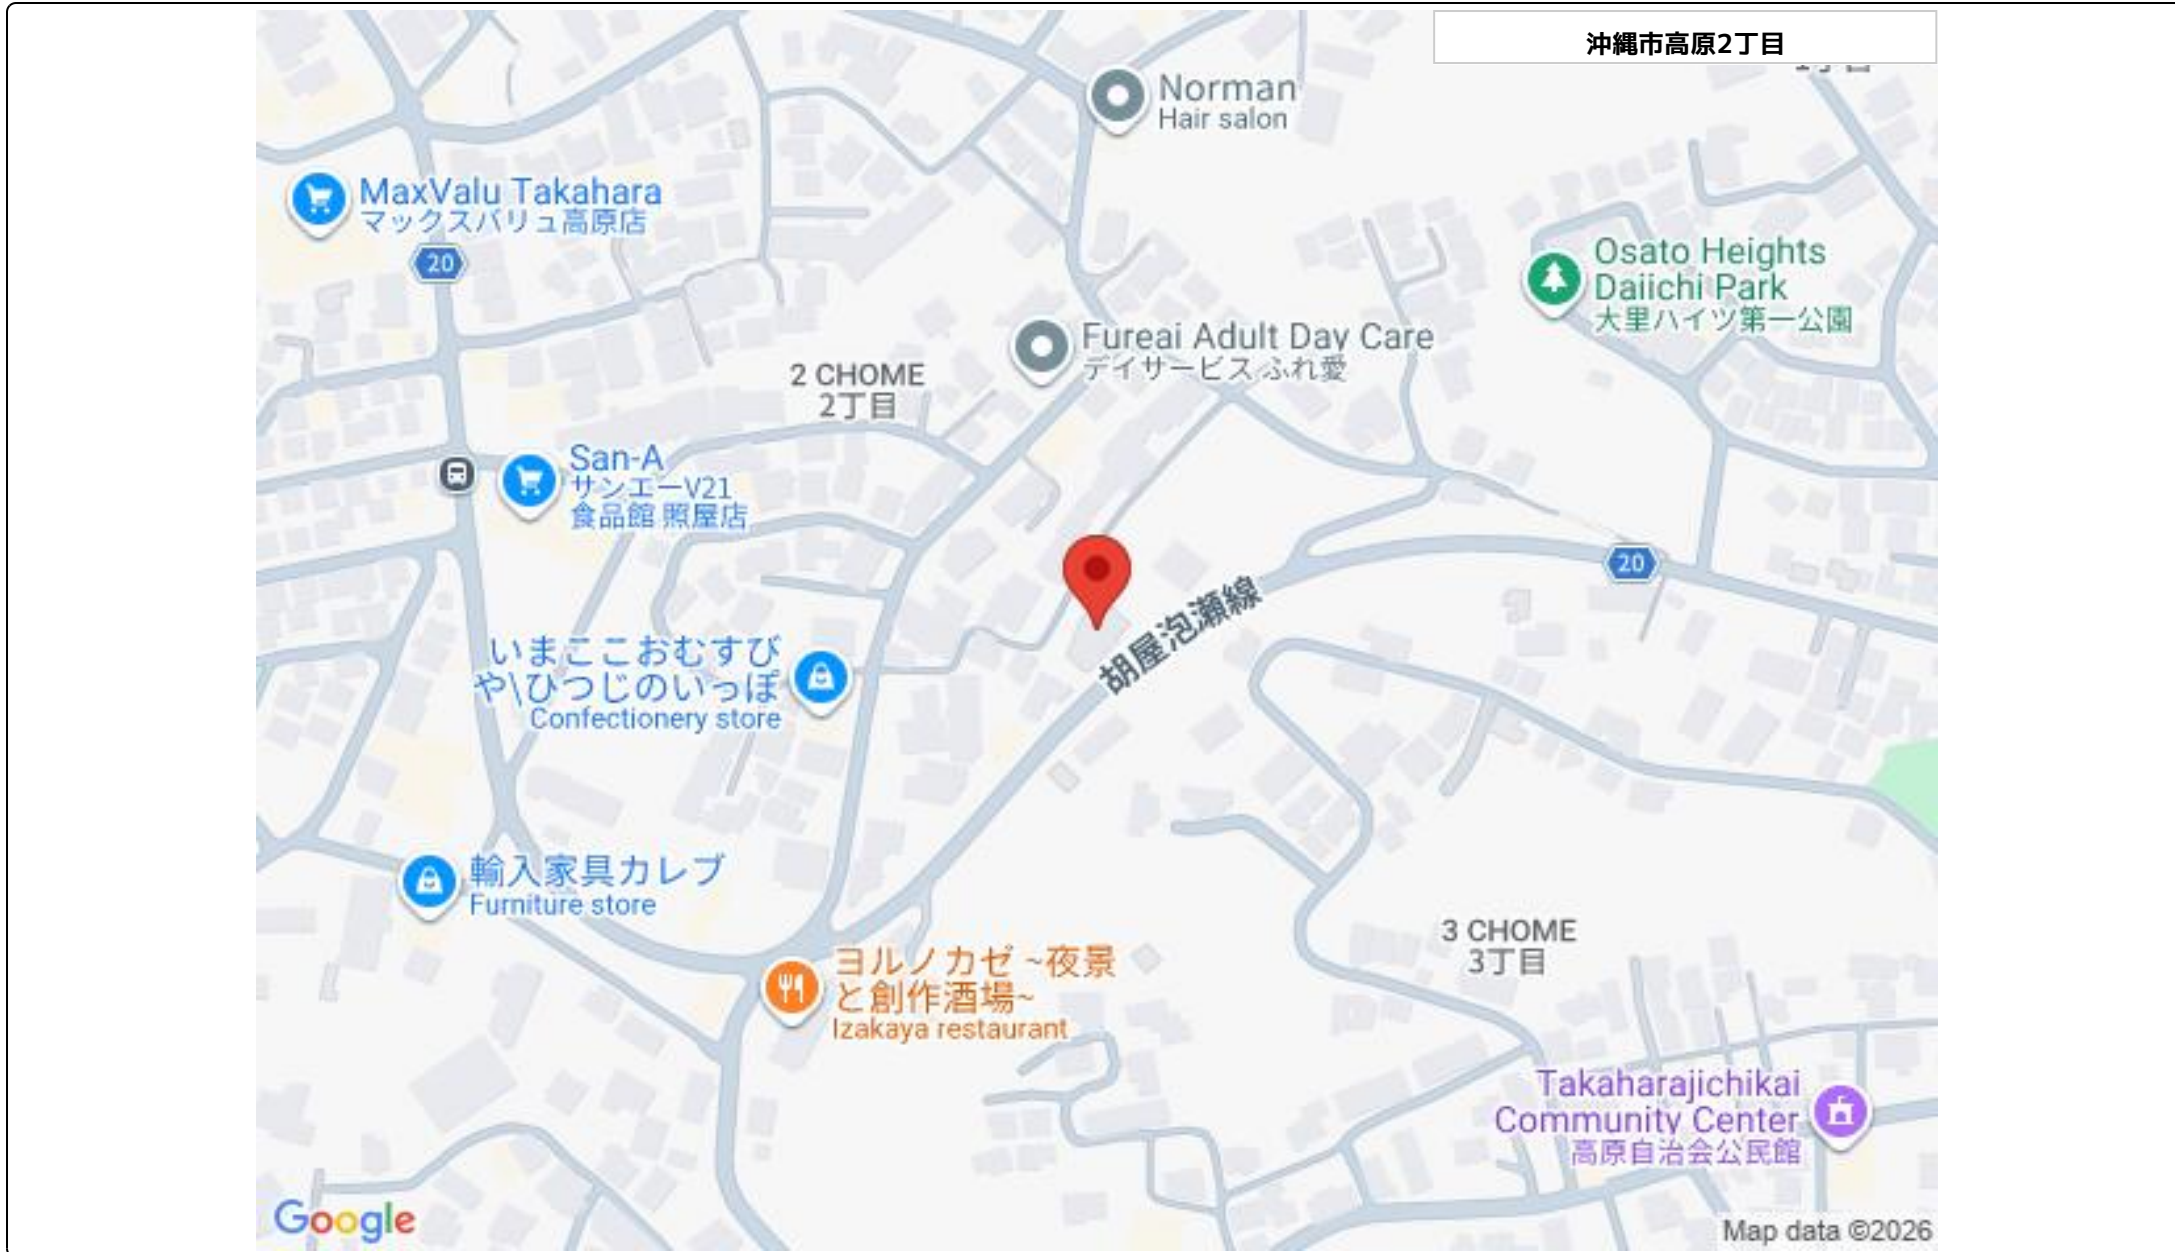 沖縄市高原2丁目
Norman
Hair salon
MaxValu Takahara
マックスバリュ高原店
20
Osato Heights
Daiichi Park
大里ハイツ第一公園
Fureai Adult Day Care
デイサービス ふれ愛
2 CHOME
2丁目
San-A
サンエーV21
食品館 照屋店
20
胡屋泡瀬線
いまここおむすび
や\ひつじのいっぽ
Confectionery store
輸入家具カレブ
Furniture store
ヨルノカゼ ~夜景
と創作酒場~
Izakaya restaurant
3 CHOME
3丁目
Takaharajichikai
Community Center
高原自治会公民館
Google
Map data ©2026